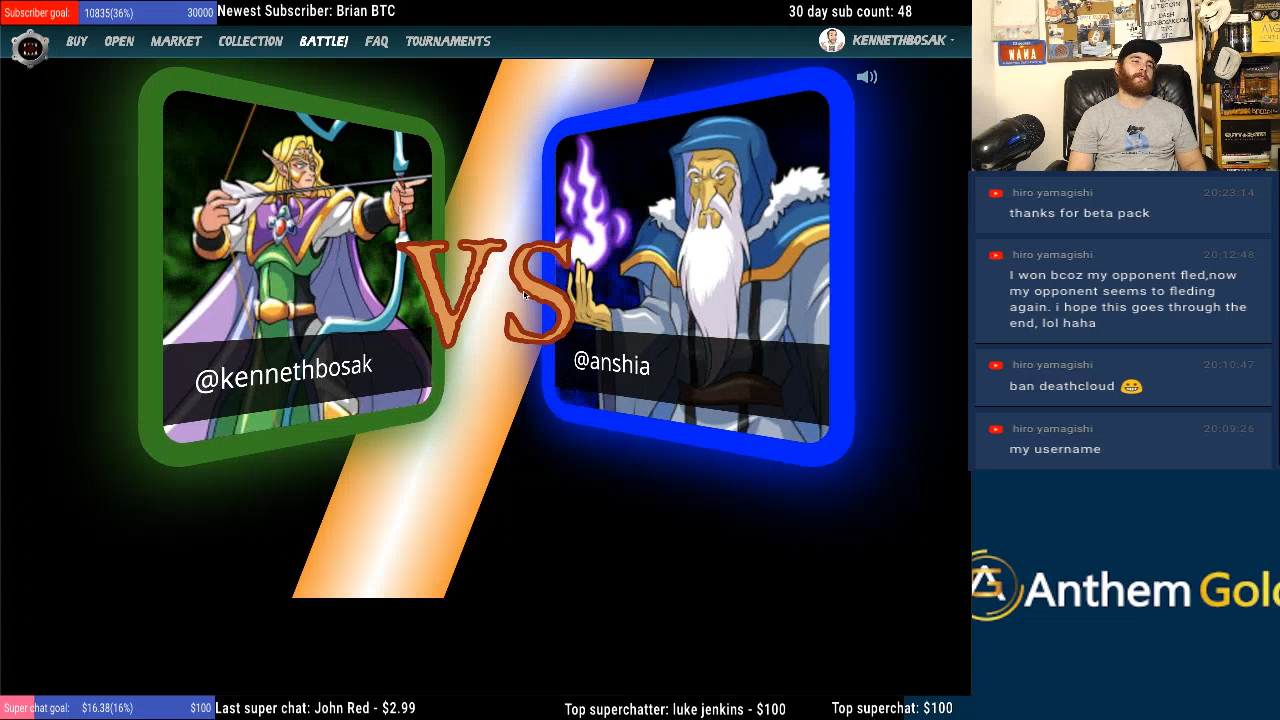 Subscriber goal: 10835(36%) 30000 Newest Subscriber: Brian BTC 30 day sub count: 48
BUY OPEN MARKET COLLECTION BATTLE! FAQ TOURNAMENTS KENNETHBOSAK
@kennethbosak
VS
@anshia
WAWA
LITECOIN
DASH
hiro yamagishi 20:23:14
thanks for beta pack
hiro yamagishi 20:12:48
I won bcoz my opponent fled,now
my opponent seems to fleding
again. i hope this goes through the
end, lol haha
hiro yamagishi 20:10:47
ban deathcloud 😁
hiro yamagishi 20:09:26
my username
Anthem Gol
Super chat goal: $16.38(16%) $100 Last super chat: John Red - $2.99 Top superchatter: luke jenkins - $100 Top superchat: $100